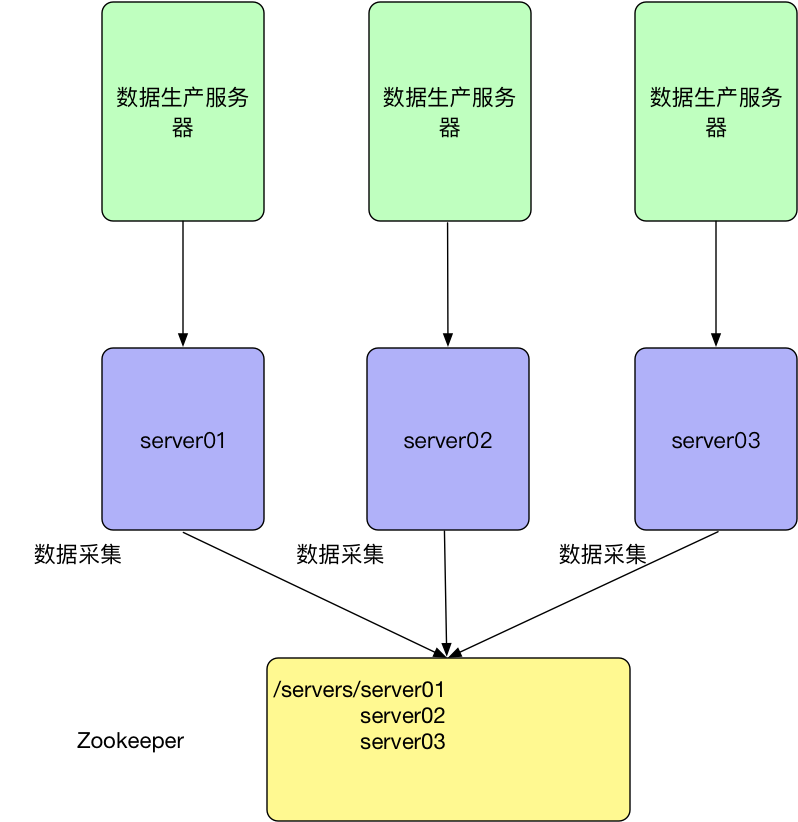 数据生产服务
器
数据生产服务
器
数据生产服务
器
server01
server02
server03
数据采集
数据采集
数据采集
/servers/server01
server02
server03
Zookeeper